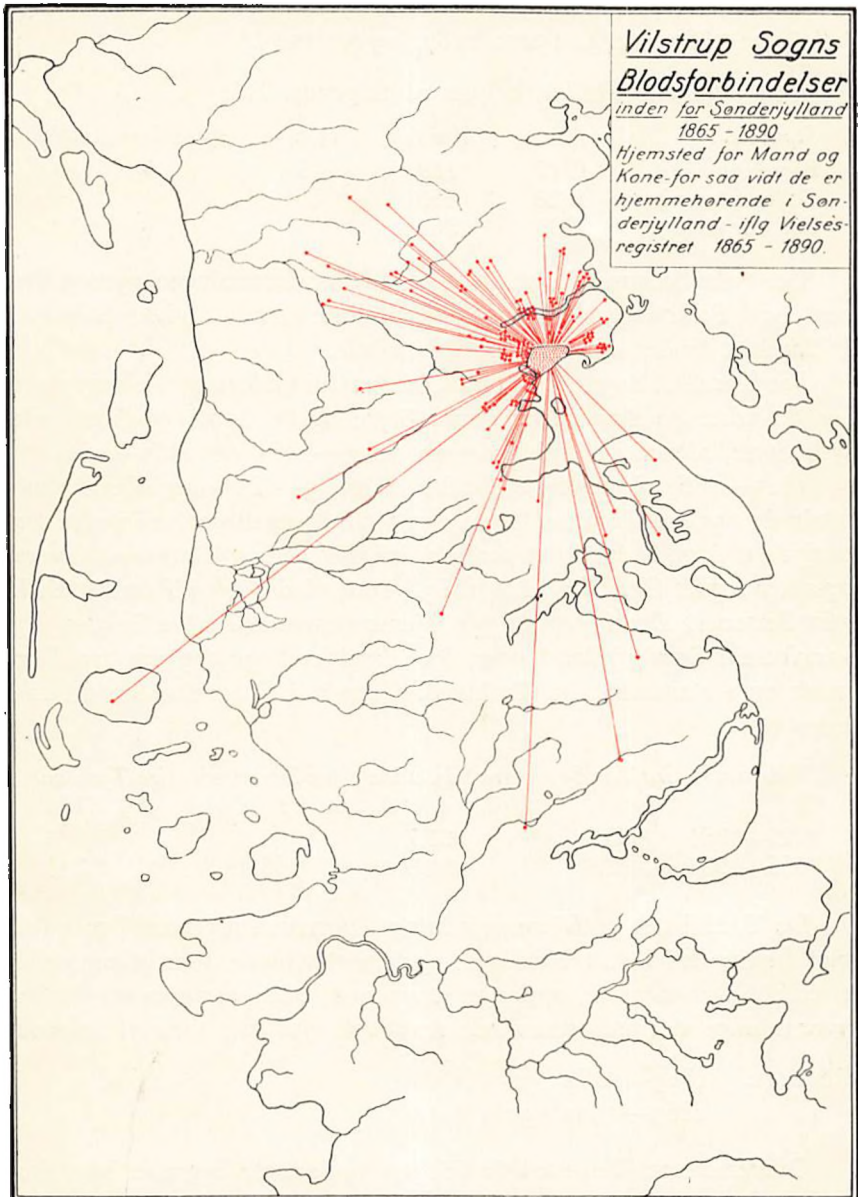 Vilstrup Sogns
Blodsforbindelser
inden for Sønderjylland
1865 - 1890
Hjemsted for Mand og
Kone-for saa vidt de er
hjemmehørende i Søn-
derjylland - iflg Vielses-
registret 1865 - 1890.